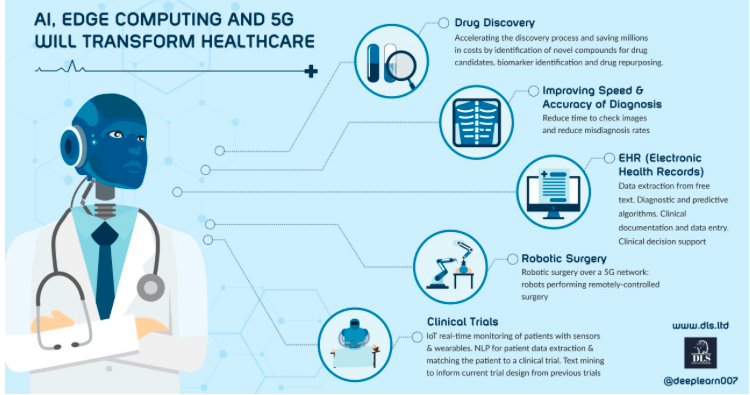 AI, EDGE COMPUTING AND 5G
WILL TRANSFORM HEALTHCARE
Drug Discovery
Accelerating the discovery process and saving millions
in costs by identification of novel compounds for drug
candidates, biomarker identification and drug repurposing.
Improving Speed &
Accuracy of Diagnosis
Reduce time to check images
and reduce misdiagnosis rates
EHR (Electronic
Health Records)
Data extraction from free
text. Diagnostic and predictive
algorithms. Clinical
documentation and data entry.
Clinical decision support
Robotic Surgery
Robotic surgery over a 5G network:
robots performing remotely-controlled
surgery
Clinical Trials
IoT real-time monitoring of patients with sensors
& wearables. NLP for patient data extraction &
matching the patient to a clinical trial. Text mining
to inform current trial design from previous trials
www.dls.ltd
DLS
@deeplearn007